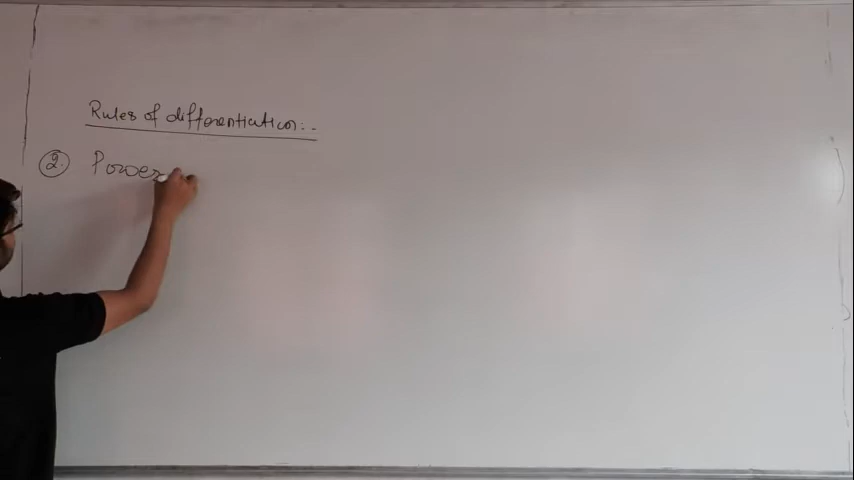 Rules of differentiation:-
2. Power